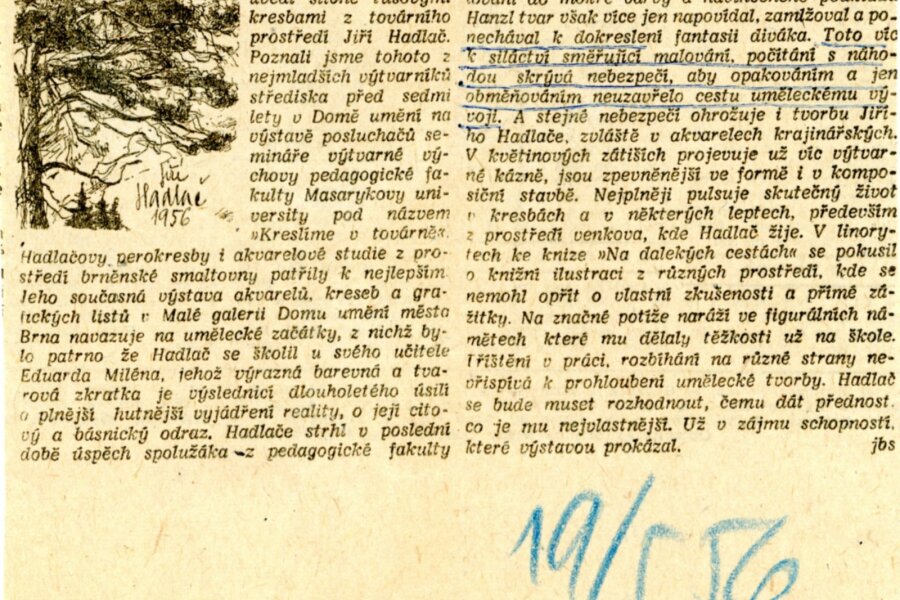 kresbami z továrního
prostředí Jiří Hadlač.
Poznali jsme tohoto z
nejmladších výtvarníků
střediska před sedmi
lety v Domě umění na
výstavě posluchačů se-
mináře výtvarné vý-
chovy pedagogické fa-
kulty Masarykovy uni-
versity pod názvem
»Kreslíme v továrně«.
Hadlačovy perokresby i akvarelové studie z pro-
středí brněnské smaltovny patřily k nejlepším
Jeho současná výstava akvarelů, kreseb a gra-
fických listů v Malé galerii Domu umění města
Brna navazuje na umělecké začátky, z nichž by-
lo patrno že Hadlač se školil u svého učitele
Eduarda Miléna, jehož výrazná barevná a tva-
rová zkratka je výslednicí dlouholetého úsilí
o plnější hutnější vyjádření reality, o její cito-
vý a básnický odraz. Hadlače strhl v poslední
době úspěch spolužáka z pedagogické fakulty
Jiří
Hadlač
1956
Hanzl tvar však více jen napovídal, zamlžoval a po-
nechával k dokreslení fantasii diváka. Toto víc
k siláctví směřující malování, počítání s náho-
dou skrývá nebezpečí, aby opakováním a jen
obměňováním neuzavřelo cestu uměleckému vý-
voji. A stejné nebezpečí ohrožuje i tvorbu Jiří-
ho Hadlače, zvláště v akvarelech krajinářských.
V květinových zátiších projevuje už víc výtvar-
né kázně, jsou zpevněnější ve formě i v kompo-
siční stavbě. Nejplněji pulsuje skutečný život
v kresbách a v některých leptech, především
z prostředí venkova, kde Hadlač žije. V linoryt-
tech ke knize »Na dalekých cestách« se pokusil
o knižní ilustraci z různých prostředí, kde se
nemohl opřít o vlastní zkušenosti a přímé zá-
žitky. Na značné potíže naráží ve figurálních ná-
mětech které mu dělaly těžkosti už na škole.
Tříštění v práci, rozbíhání na různé strany ne-
přispívá k prohloubení umělecké tvorby. Hadlač
se bude muset rozhodnout, čemu dát přednost.
co je mu nejvlastnější. Už v zájmu schopností,
které výstavou prokázal. jbs
19/5 56